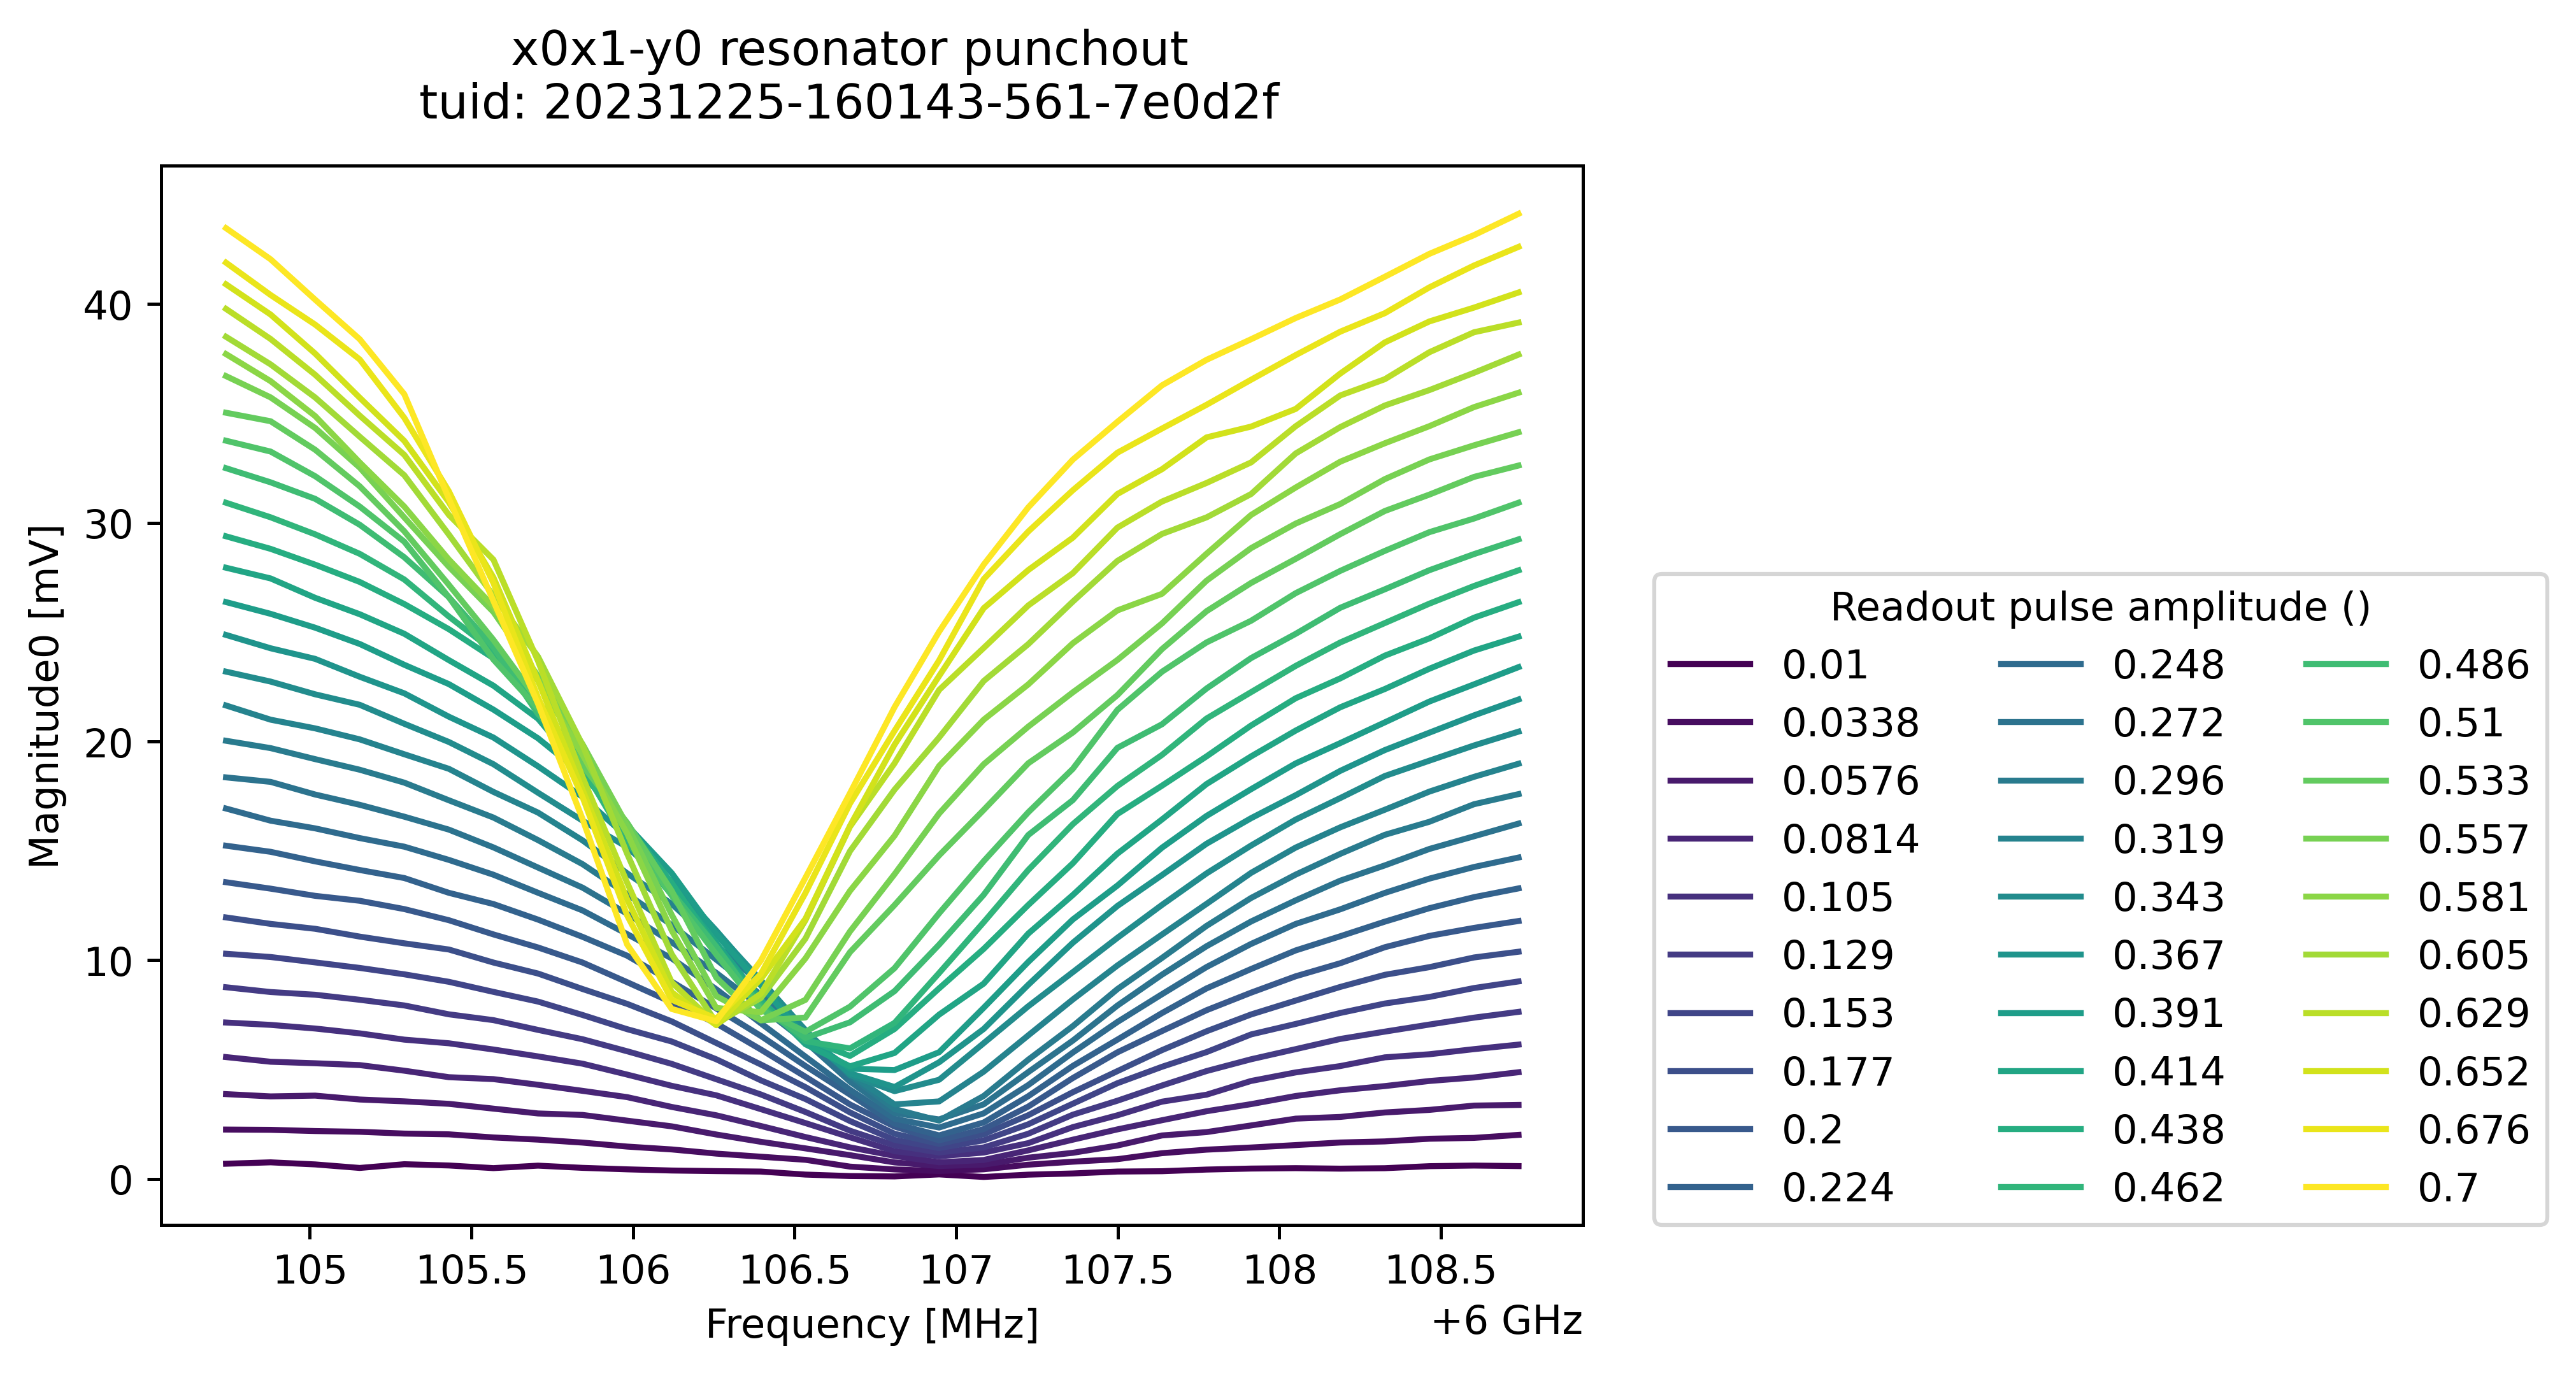 x0x1-y0 resonator punchout
tuid: 20231225-160143-561-7e0d2f
Magnitude0 [mV]
40
30
20
10
0
105 105.5 106 106.5 107 107.5 108 108.5
Frequency [MHz]
+6 GHz
Readout pulse amplitude ()
0.01 0.248 0.486
0.0338 0.272 0.51
0.0576 0.296 0.533
0.0814 0.319 0.557
0.105 0.343 0.581
0.129 0.367 0.605
0.153 0.391 0.629
0.177 0.414 0.652
0.2 0.438 0.676
0.224 0.462 0.7